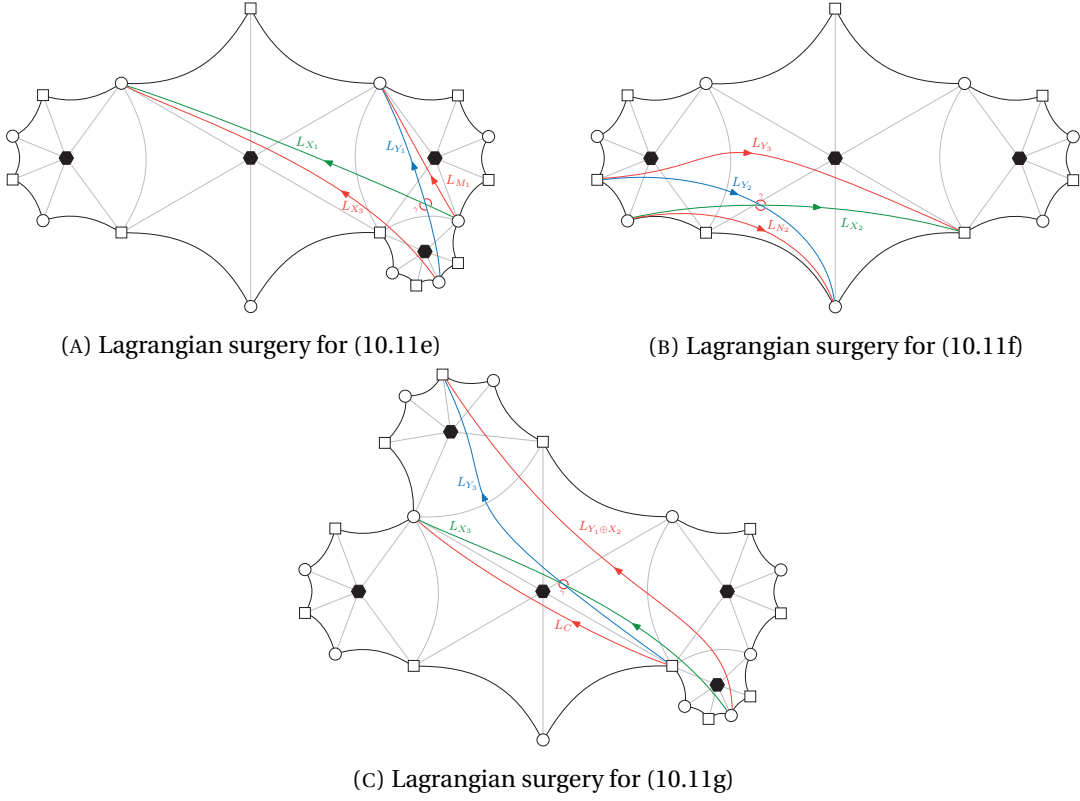 L_{X_1}
L_{Y_1}
L_{M_1}
L_{X_3}
γ
L_{Y_3}
L_{Y_2}
γ
L_{X_2}
L_{N_2}
(A) Lagrangian surgery for (10.11e)
(B) Lagrangian surgery for (10.11f)
L_{Y_3}
L_{X_3}
L_{Y_1⊕X_2}
γ
L_C
(C) Lagrangian surgery for (10.11g)